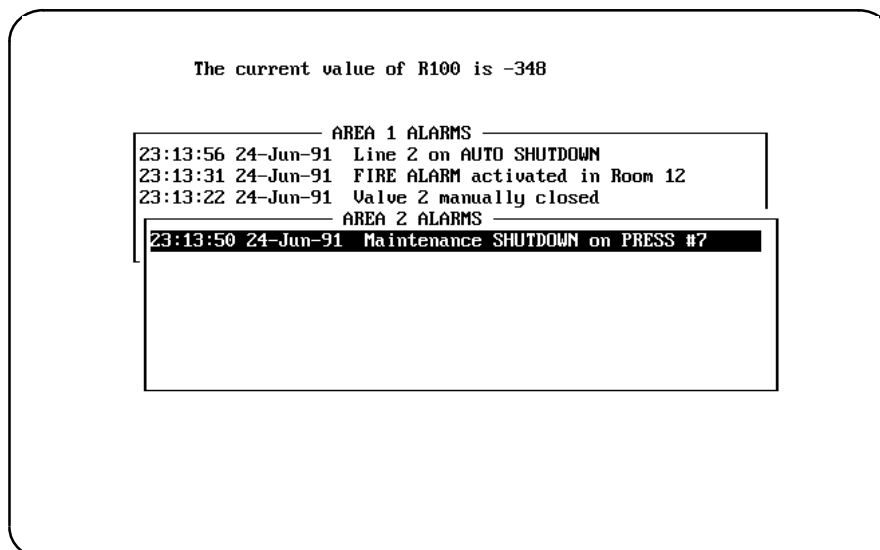 The current value of R100 is -348
AREA 1 ALARMS
23:13:56 24-Jun-91 Line 2 on AUTO SHUTDOWN
23:13:31 24-Jun-91 FIRE ALARM activated in Room 12
23:13:22 24-Jun-91 Valve 2 manually closed
AREA 2 ALARMS
23:13:50 24-Jun-91 Maintenance SHUTDOWN on PRESS #7